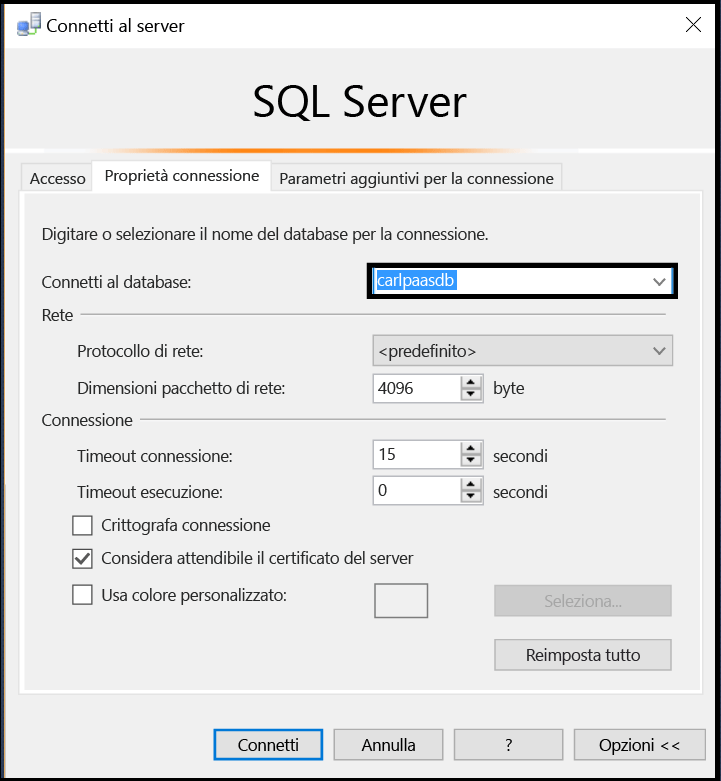 Connetti al server
SQL Server
Accesso Proprietà connessione Parametri aggiuntivi per la connessione
Digitare o selezionare il nome del database per la connessione.
Connetti al database: carlpaasdb
Rete
Protocollo di rete: <predefinito>
Dimensioni pacchetto di rete: 4096 byte
Connessione
Timeout connessione: 15 secondi
Timeout esecuzione: 0 secondi
Crittografa connessione
Considera attendibile il certificato del server
Usa colore personalizzato: Seleziona...
Reimposta tutto
Connetti Annulla ? Opzioni <<